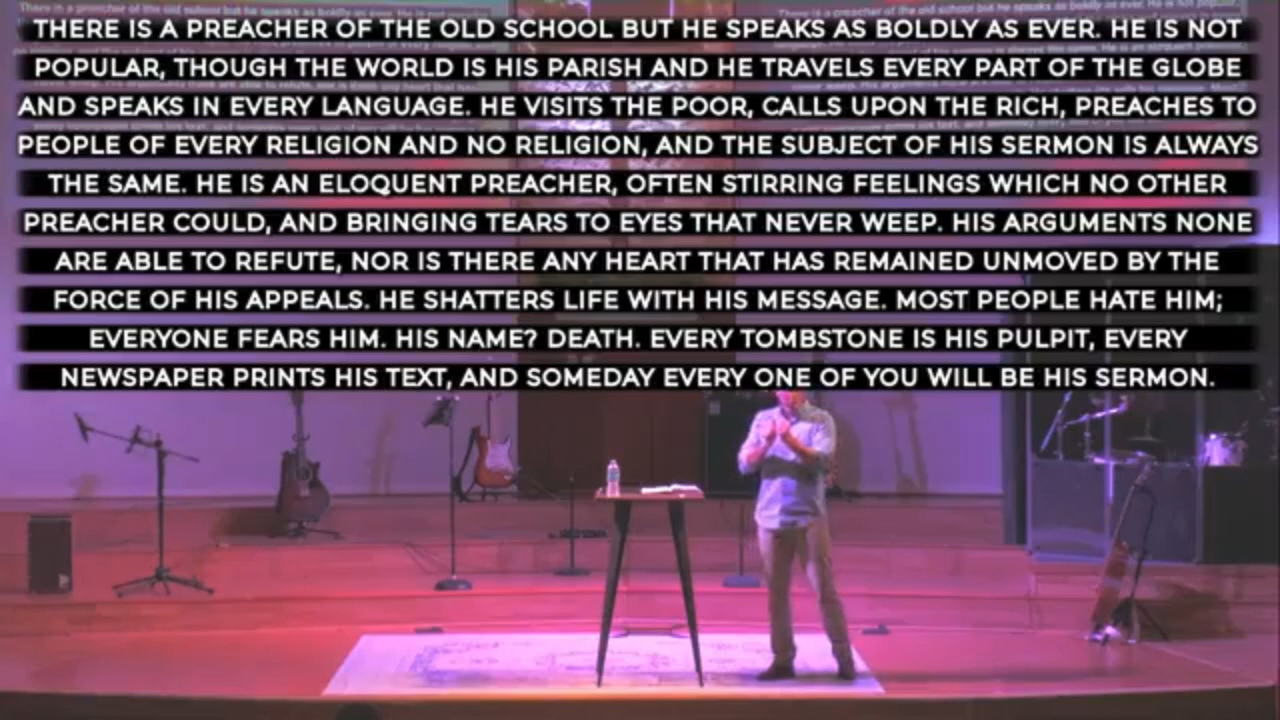 THERE IS A PREACHER OF THE OLD SCHOOL BUT HE SPEAKS AS BOLDLY AS EVER. HE IS NOT
POPULAR, THOUGH THE WORLD IS HIS PARISH AND HE TRAVELS EVERY PART OF THE GLOBE
AND SPEAKS IN EVERY LANGUAGE. HE VISITS THE POOR, CALLS UPON THE RICH, PREACHES TO
PEOPLE OF EVERY RELIGION AND NO RELIGION, AND THE SUBJECT OF HIS SERMON IS ALWAYS
THE SAME. HE IS AN ELOQUENT PREACHER, OFTEN STIRRING FEELINGS WHICH NO OTHER
PREACHER COULD, AND BRINGING TEARS TO EYES THAT NEVER WEEP. HIS ARGUMENTS NONE
ARE ABLE TO REFUTE, NOR IS THERE ANY HEART THAT HAS REMAINED UNMOVED BY THE
FORCE OF HIS APPEALS. HE SHATTERS LIFE WITH HIS MESSAGE. MOST PEOPLE HATE HIM;
EVERYONE FEARS HIM. HIS NAME? DEATH. EVERY TOMBSTONE IS HIS PULPIT, EVERY
NEWSPAPER PRINTS HIS TEXT, AND SOMEDAY EVERY ONE OF YOU WILL BE HIS SERMON.